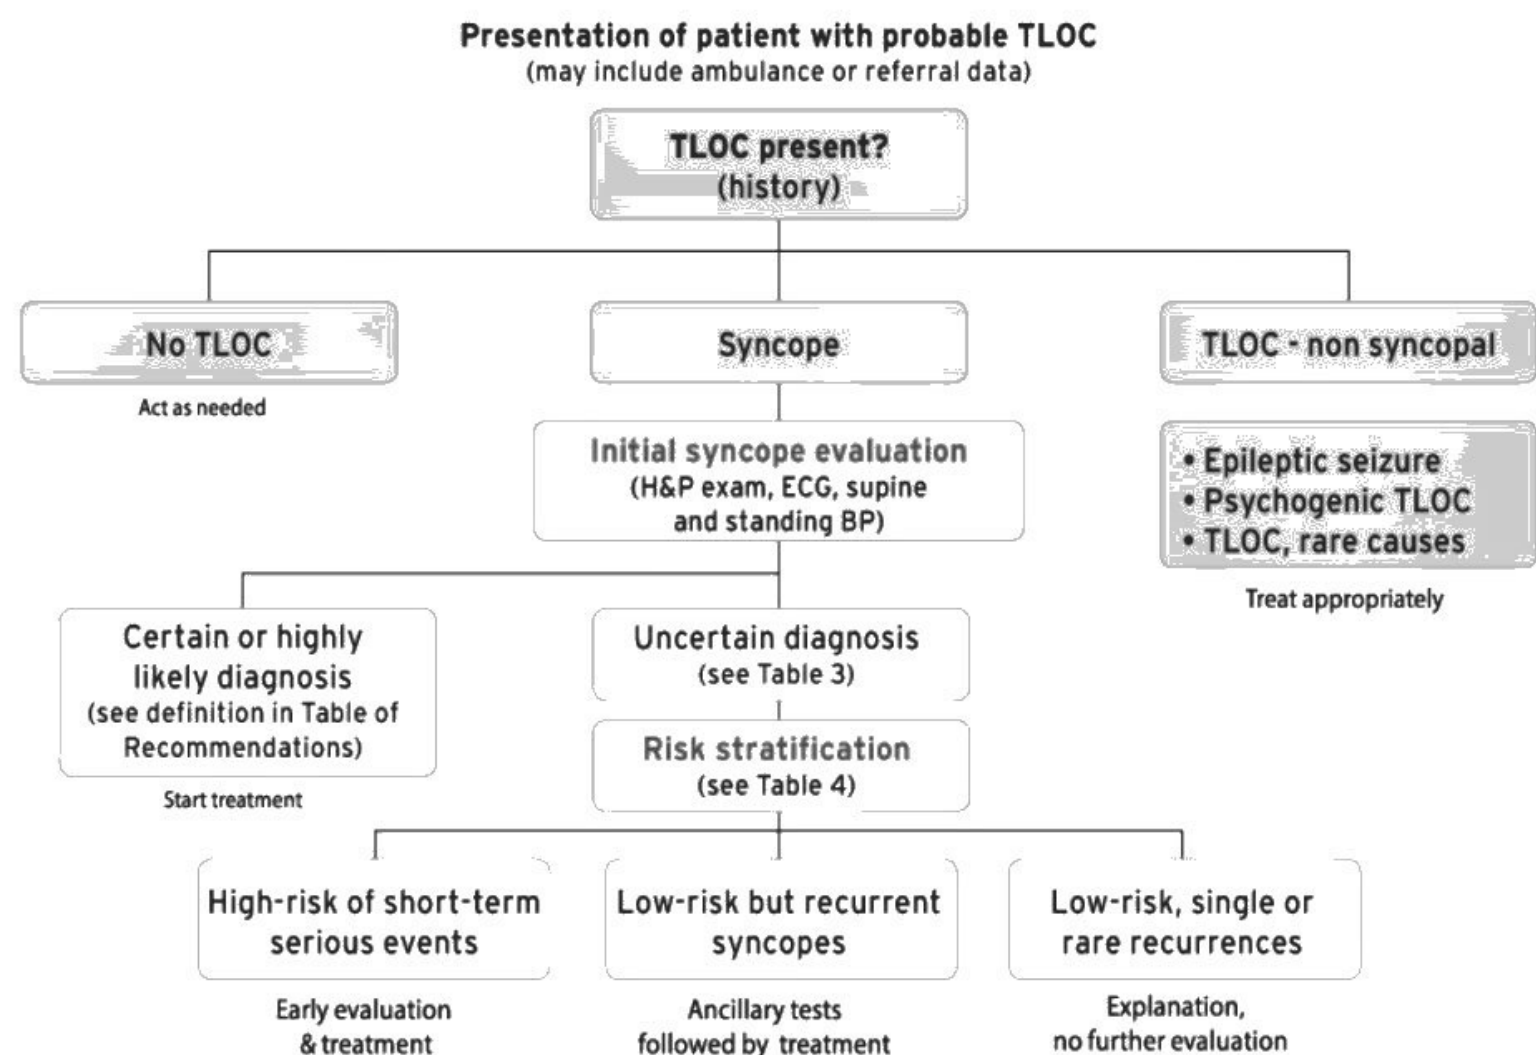 Presentation of patient with probable TLOC
(may include ambulance or referral data)
TLOC present?
(history)
No TLOC
Act as needed
Syncope
TLOC - non syncopal
Initial syncope evaluation
(H&P exam, ECG, supine
and standing BP)
• Epileptic seizure
• Psychogenic TLOC
• TLOC, rare causes
Treat appropriately
Certain or highly
likely diagnosis
(see definition in Table of
Recommendations)
Start treatment
Uncertain diagnosis
(see Table 3)
Risk stratification
(see Table 4)
High-risk of short-term
serious events
Early evaluation
& treatment
Low-risk but recurrent
syncopes
Ancillary tests
followed by treatment
Low-risk, single or
rare recurrences
Explanation,
no further evaluation